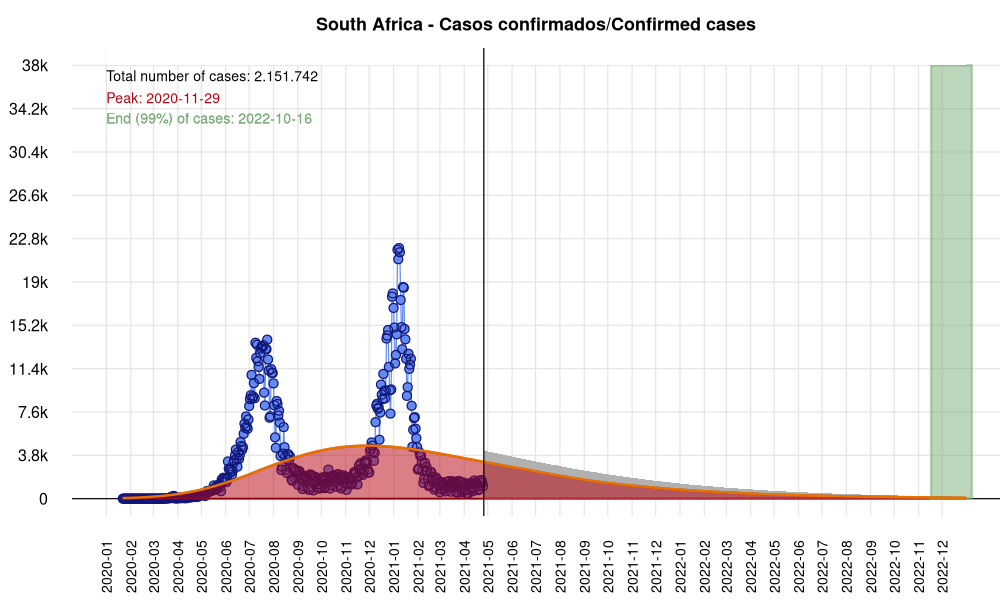 South Africa - Casos confirmados/Confirmed cases
Total number of cases: 2.151.742
Peak: 2020-11-29
End (99%) of cases: 2022-10-16
38k
34.2k
30.4k
26.6k
22.8k
19k
15.2k
11.4k
7.6k
3.8k
0
2020-01
2020-02
2020-03
2020-04
2020-05
2020-06
2020-07
2020-08
2020-09
2020-10
2020-11
2020-12
2021-01
2021-02
2021-03
2021-04
2021-05
2021-06
2021-07
2021-08
2021-09
2021-10
2021-11
2021-12
2022-01
2022-02
2022-03
2022-04
2022-05
2022-06
2022-07
2022-08
2022-09
2022-10
2022-11
2022-12